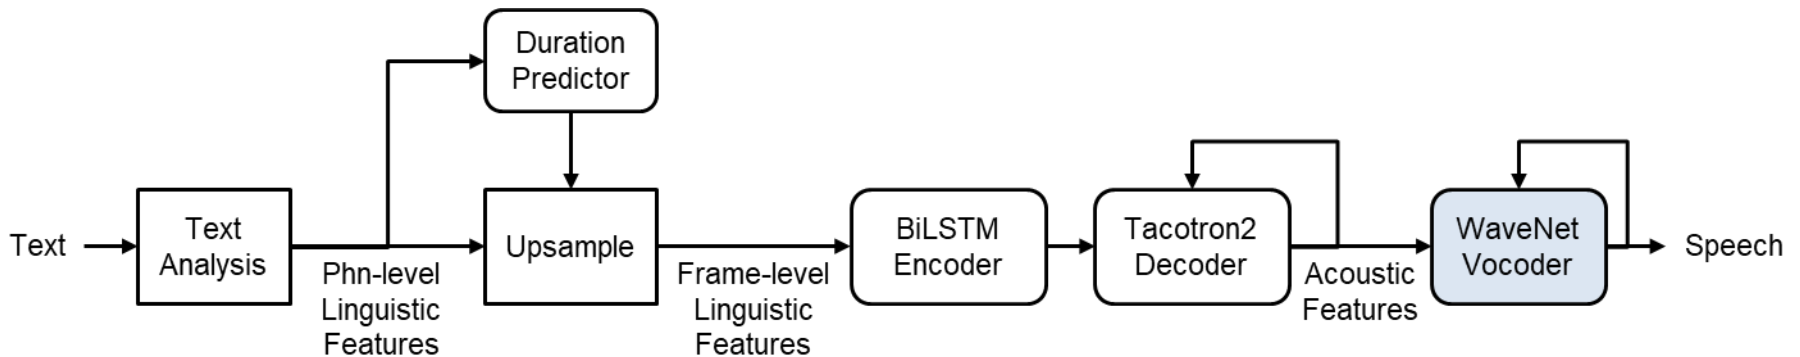 Duration
Predictor
Text
Text
Analysis
Phn-level
Linguistic
Features
Upsample
Frame-level
Linguistic
Features
BiLSTM
Encoder
Tacotron2
Decoder
Acoustic
Features
WaveNet
Vocoder
Speech